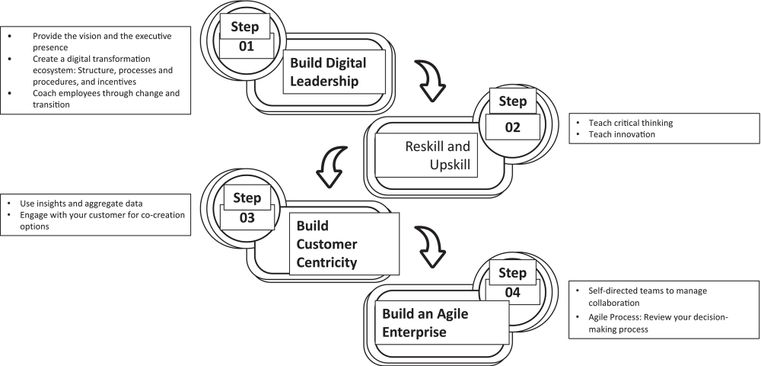 Step
01
Build Digital
Leadership
• Provide the vision and the executive
presence
• Create a digital transformation
ecosystem: Structure, processes and
procedures, and incentives
• Coach employees through change and
transition
Step
02
Reskill and
Upskill
• Teach critical thinking
• Teach innovation
Step
03
Build
Customer
Centricity
• Use insights and aggregate data
• Engage with your customer for co-creation
options
Step
04
Build an Agile
Enterprise
• Self-directed teams to manage
collaboration
• Agile Process: Review your decision-
making process